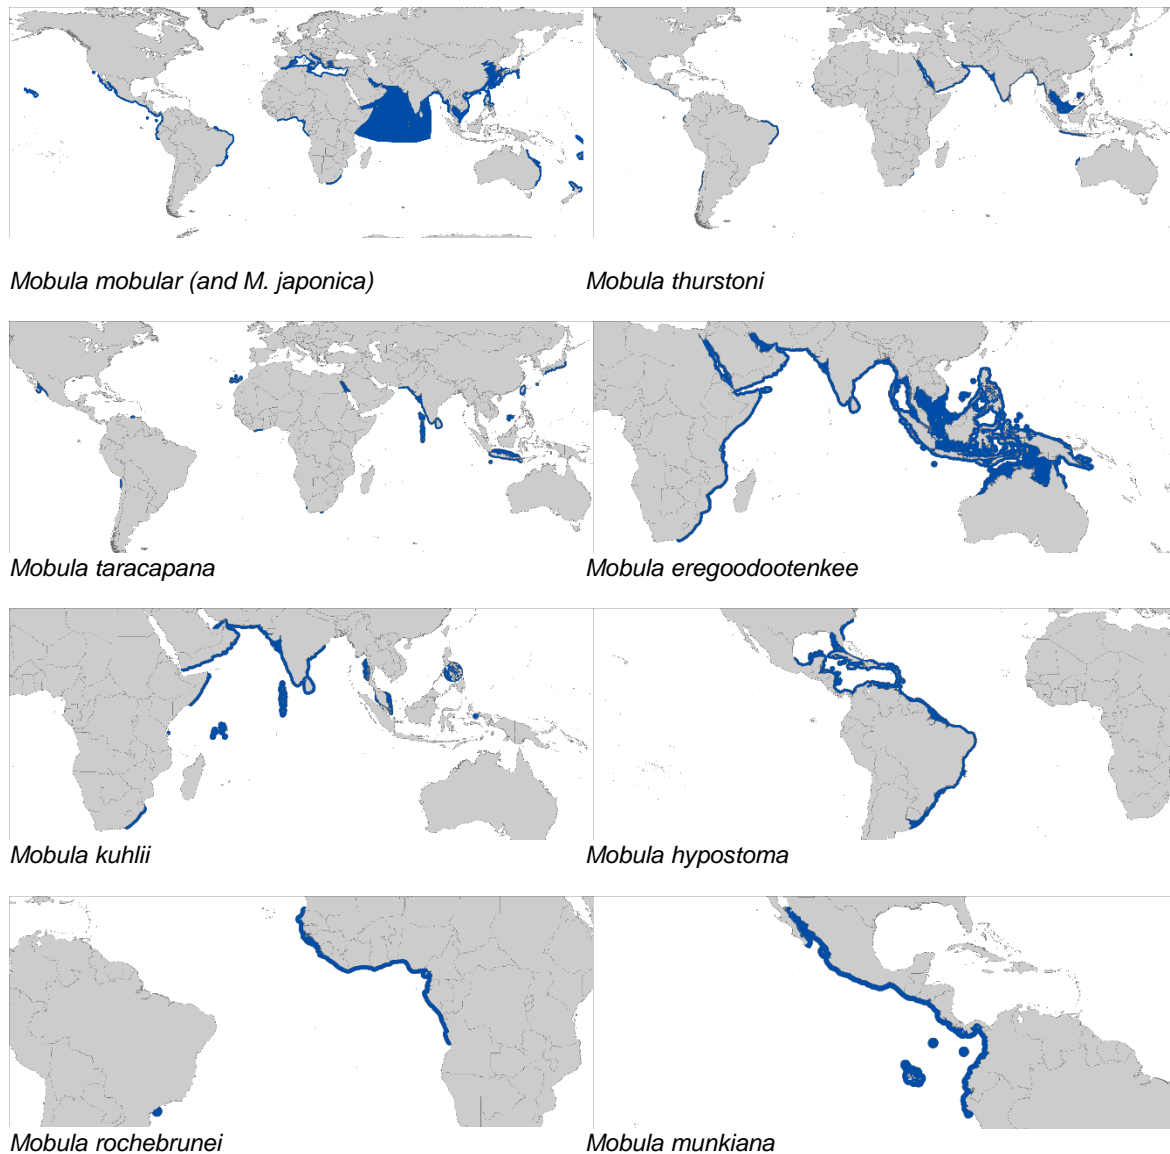 Mobula mobular (and M. japonica)
Mobula thurstoni
Mobula taracapana
Mobula eregoodootenkee
Mobula kuhlii
Mobula hypostoma
Mobula rochebrunei
Mobula munkiana